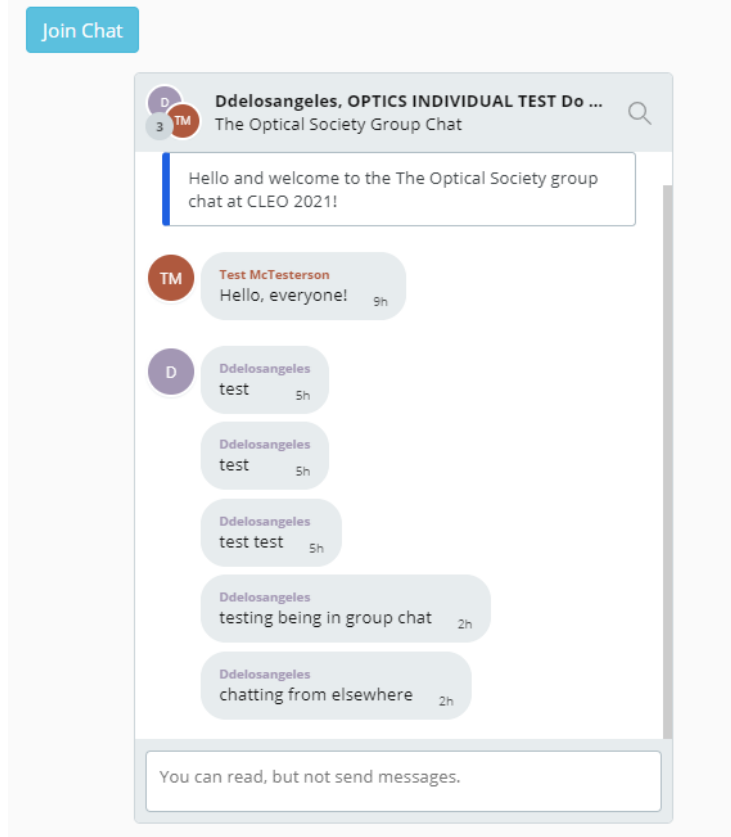 Join Chat
D
3
TM
Ddelosangeles, OPTICS INDIVIDUAL TEST Do ...
The Optical Society Group Chat
Hello and welcome to the The Optical Society group
chat at CLEO 2021!
TM
Test McTesterson
Hello, everyone! 9h
D
Ddelosangeles
test 5h
Ddelosangeles
test 5h
Ddelosangeles
test test 5h
Ddelosangeles
testing being in group chat 2h
Ddelosangeles
chatting from elsewhere 2h
You can read, but not send messages.